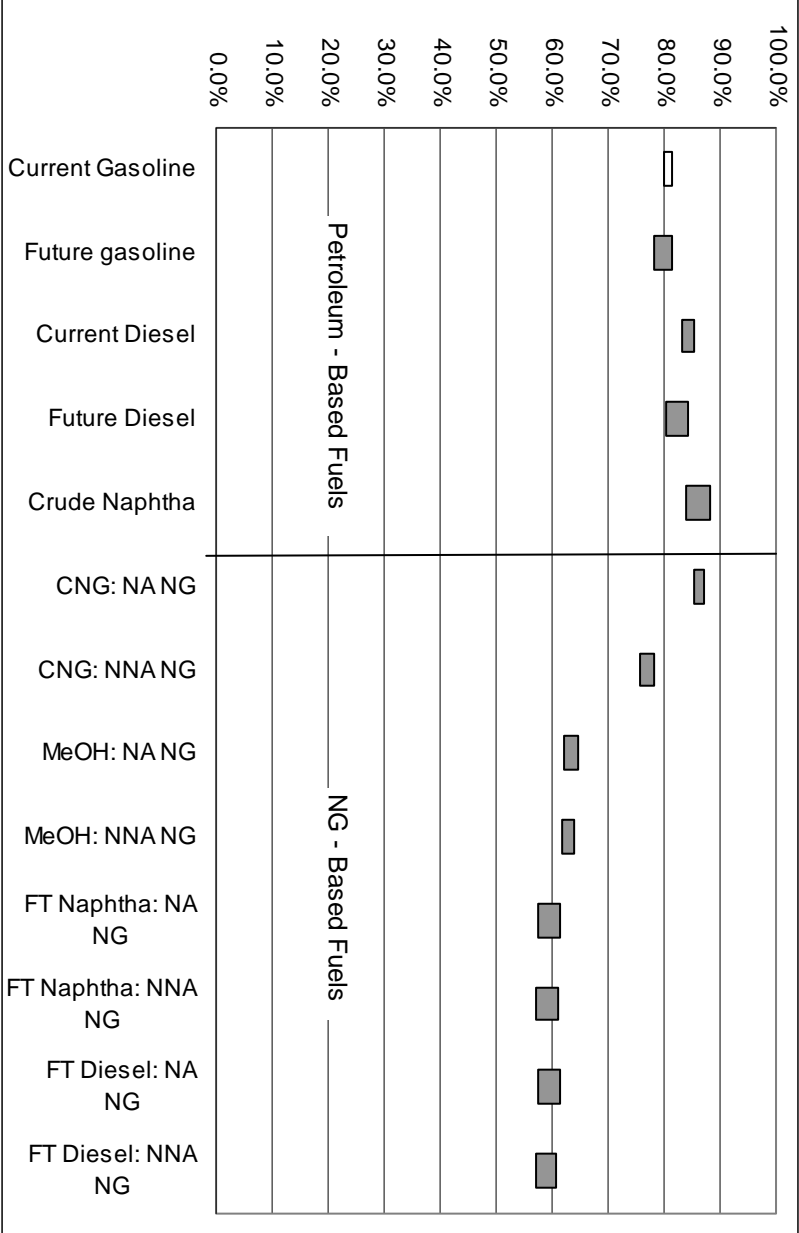 100.0%
90.0%
80.0%
70.0%
60.0%
50.0%
40.0%
30.0%
20.0%
10.0%
0.0%
Petroleum - Based Fuels
NG - Based Fuels
Current Gasoline
Future gasoline
Current Diesel
Future Diesel
Crude Naphtha
CNG: NA NG
CNG: NNA NG
MeOH: NA NG
MeOH: NNA NG
FT Naphtha: NA
NG
FT Naphtha: NNA
NG
FT Diesel: NA
NG
FT Diesel: NNA
NG